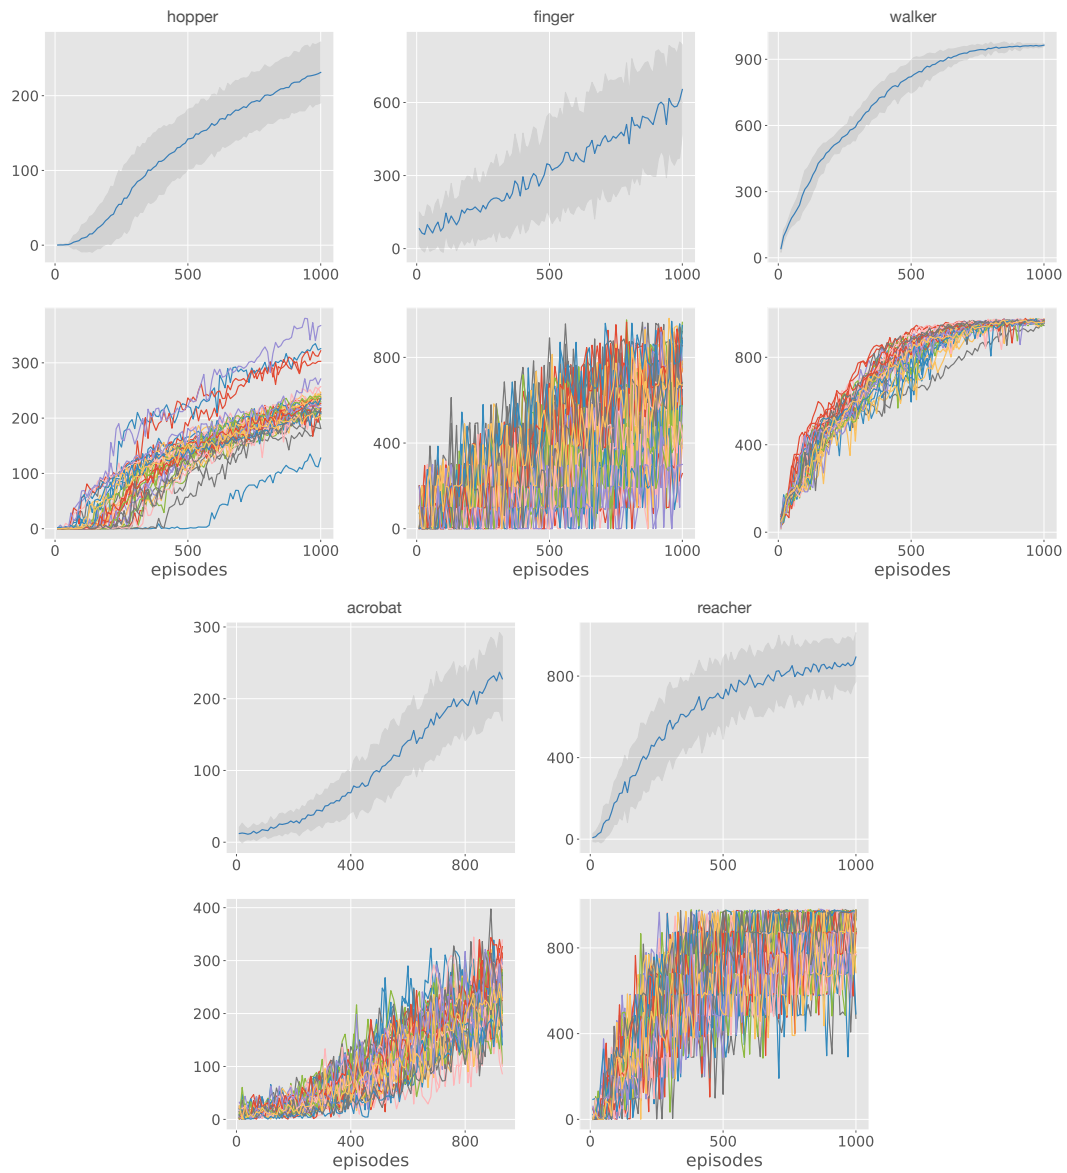 hopper finger walker
200 600 900
100 300 600
0 0 300
0
0 500 1000 0 500 1000 0 500 1000
300 800 800
200 400 400
100 0 0
0
0 500 1000 0 500 1000 0 500 1000
episodes episodes episodes
acrobat reacher
300 800
200 400
100 0
0
0 400 800 0 500 1000
400 800
300 400
200 0
100
0
0 400 800 0 500 1000
episodes episodes